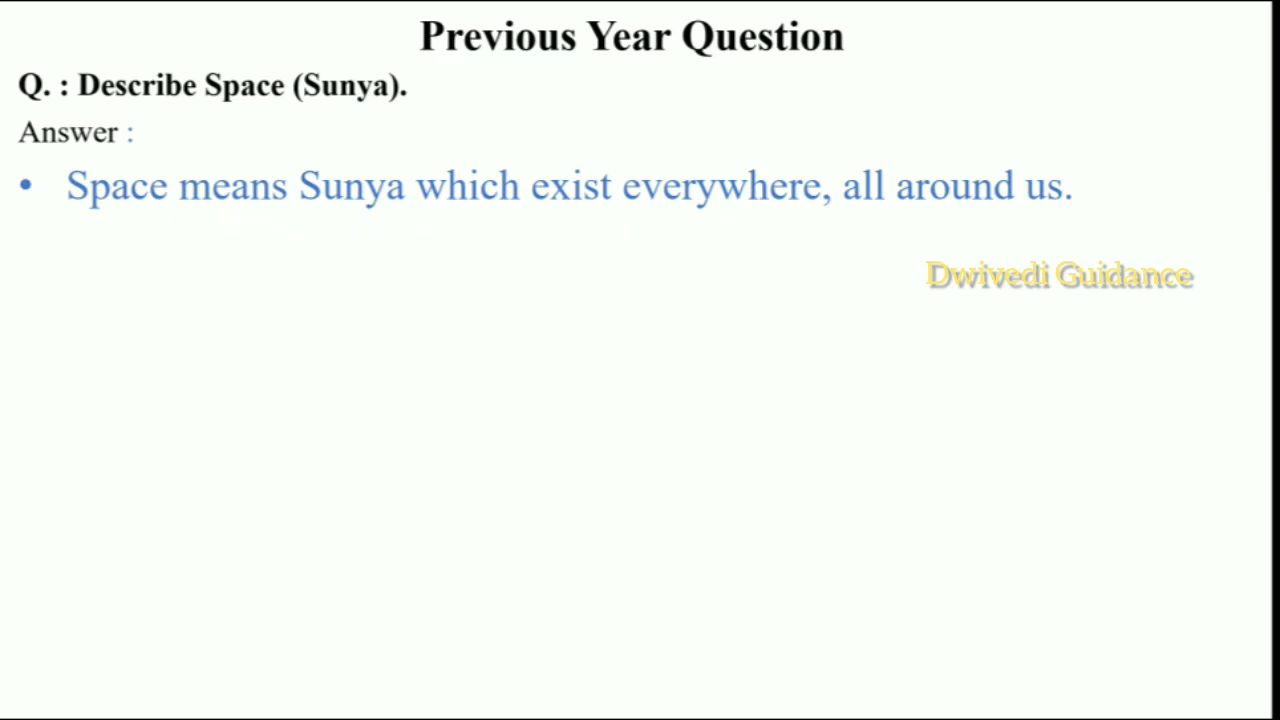 Previous Year Question
Q. : Describe Space (Sunya).
Answer :
• Space means Sunya which exist everywhere, all around us.
Dwivedi Guidance